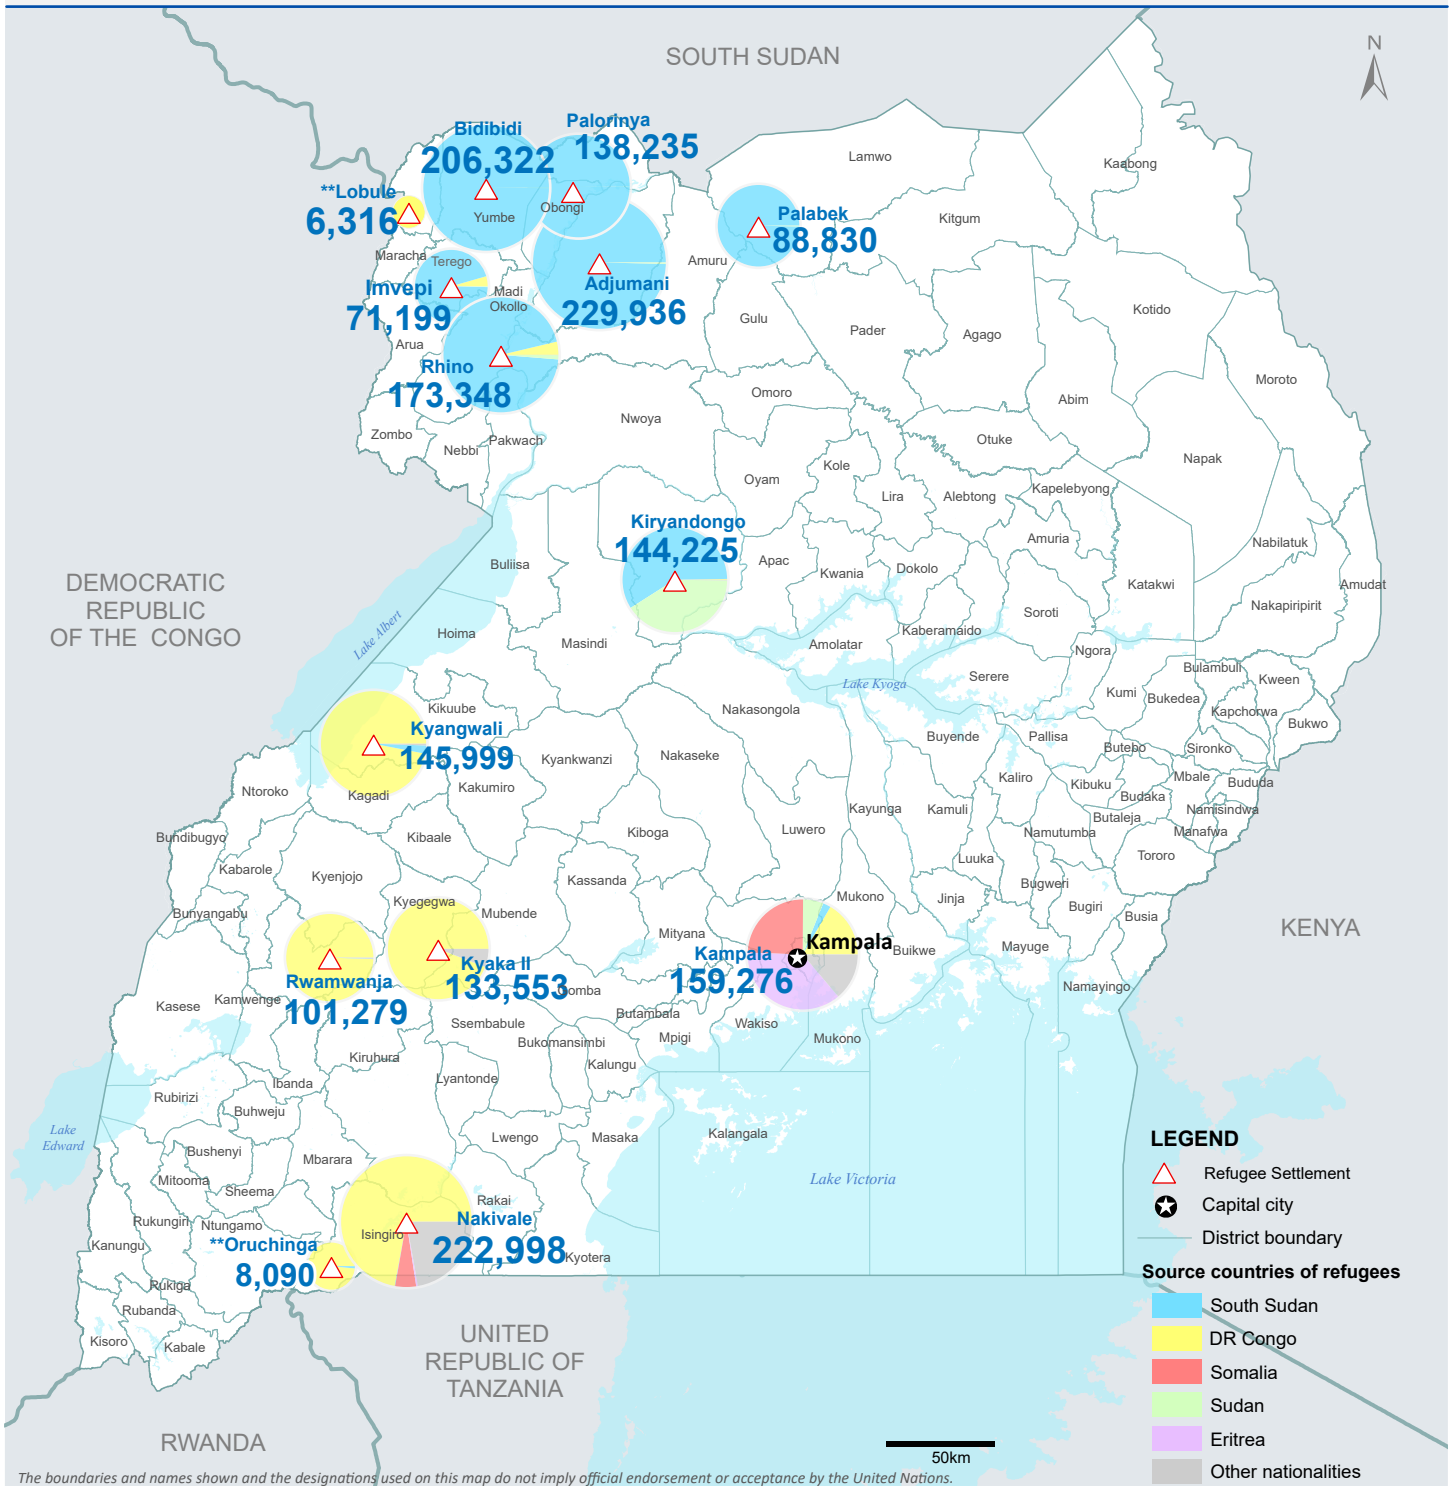 SOUTH SUDAN
N
Bidibidi
206,322
Palorinya
138,235
Lamwo
Kaabong
**Lobule
6,316
Yumbe
Obongi
Palabek
88,830
Kitgum
Maracha
Terego
Amuru
Imvepi
71,199
Madi
Okollo
Adjumani
229,936
Gulu
Pader
Agago
Kotido
Arua
Rhino
173,348
Moroto
Omoro
Abim
Zombo
Nebbi
Pakwach
Nwoya
Otuke
Napak
Oyam
Kole
Lira
Alebtong
Kapelebyong
Kiryandongo
144,225
Amuria
Nabilatuk
DEMOCRATIC
REPUBLIC
OF THE CONGO
Buliisa
Apac
Kwania
Dokolo
Katakwi
Amudat
Nakapiripirit
Lake Albert
Hoima
Masindi
Amolatar
Kaberamaido
Soroti
Ngora
Lake Kyoga
Serere
Bulambuli
Kween
Kumi
Bukedea
Kapchorwa
Bukwo
Kikuube
Nakasongola
Kyangwali
145,999
Kyankwanzi
Nakaseke
Buyende
Pallisa
Butebo
Sironko
Ntoroko
Kagadi
Kakumiro
Kaliro
Kibuku
Mbale
Bududa
Budaka
Namisindwa
Bundibugyo
Kibaale
Kiboga
Luwero
Kayunga
Kamuli
Namutumba
Butaleja
Manafwa
Kabarole
Kyenjojo
Kassanda
Luuka
Tororo
Bugweri
Bunyangabu
Kyegegwa
Mubende
Mityana
Mukono
Jinja
Bugiri
Busia
KENYA
Rwamwanja
101,279
Kyaka II
133,553
Gomba
Kampala
159,276
Kampala
Buikwe
Mayuge
Namayingo
Kasese
Kamwenge
Ssembabule
Butambala
Bukomansimbi
Mpigi
Wakiso
Mukono
Kiruhura
Kalungu
Rubirizi
Ibanda
Lyantonde
Buhweju
Lake
Edward
Bushenyi
Mbarara
Lwengo
Masaka
Kalangala
Mitooma
Sheema
Lake Victoria
Rukungiri
Ntungamo
Rakai
Kanungu
Isingiro
Nakivale
222,998
Kyotera
**Oruchinga
8,090
Rukiga
Rubanda
Kisoro
Kabale
UNITED
REPUBLIC OF
TANZANIA
RWANDA
LEGEND
Refugee Settlement
Capital city
District boundary
Source countries of refugees
South Sudan
DR Congo
Somalia
Sudan
Eritrea
Other nationalities
50km
The boundaries and names shown and the designations used on this map do not imply official endorsement or acceptance by the United Nations.